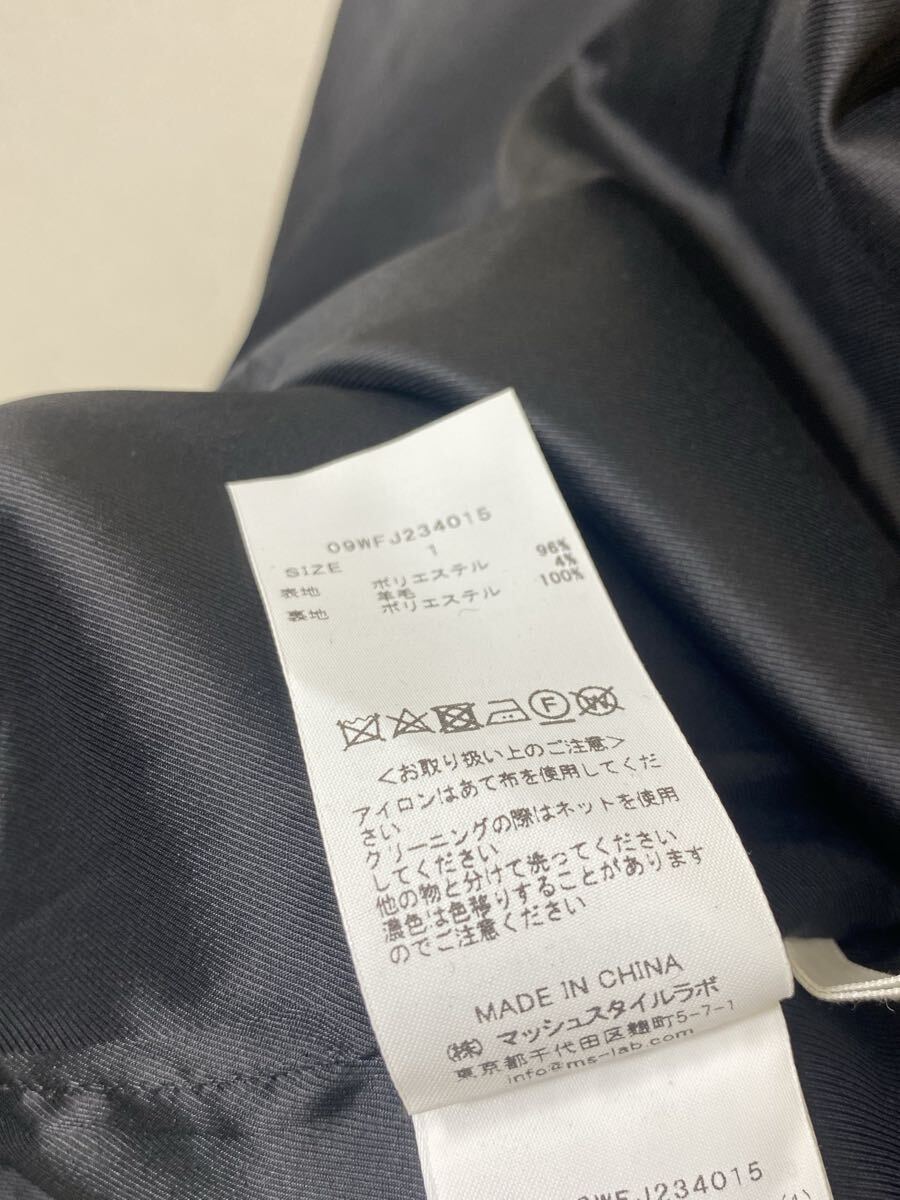 09WFJ234015
SIZE 1
表地 ポリエステル 96%
羊毛 4%
裏地 ポリエステル 100%
F W
＜お取り扱い上のご注意＞
アイロンはあて布を使用してくだ
さい
クリーニングの際はネットを使用
してください
他の物と分けて洗ってください
濃色は色移りすることがあります
のでご注意ください
MADE IN CHINA
(株) マッシュスタイルラボ
東京都千代田区麹町5-7-1
info@ms-lab.com
09WFJ234015